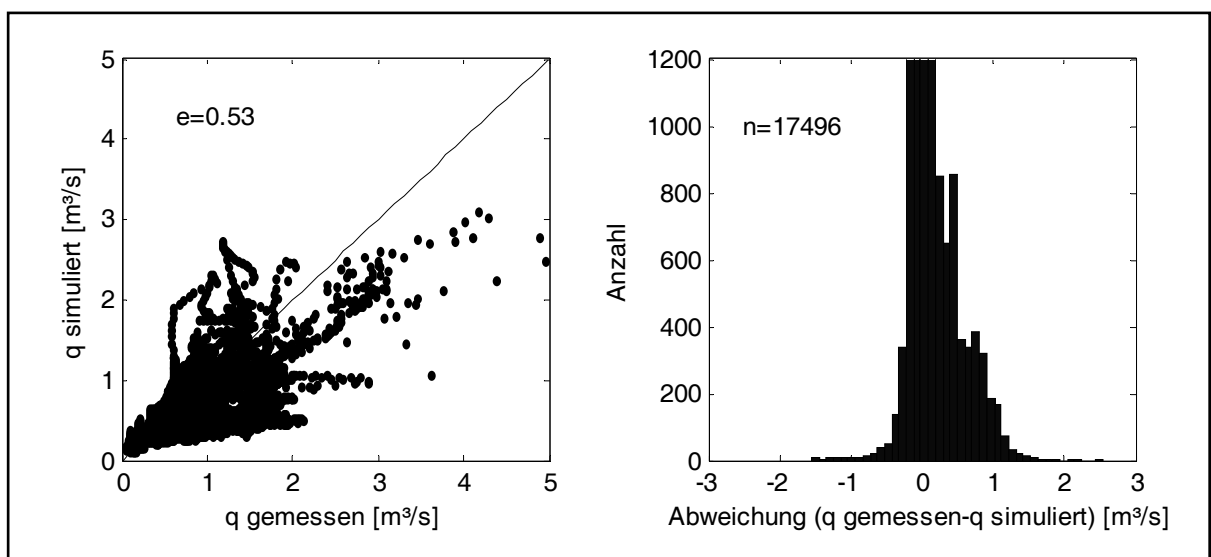 5
4
3
2
1
0
q simuliert [m³/s]
e=0.53
0 1 2 3 4 5
q gemessen [m³/s]
1200
1000
800
600
400
200
0
Anzahl
n=17496
-3 -2 -1 0 1 2 3
Abweichung (q gemessen-q simuliert) [m³/s]